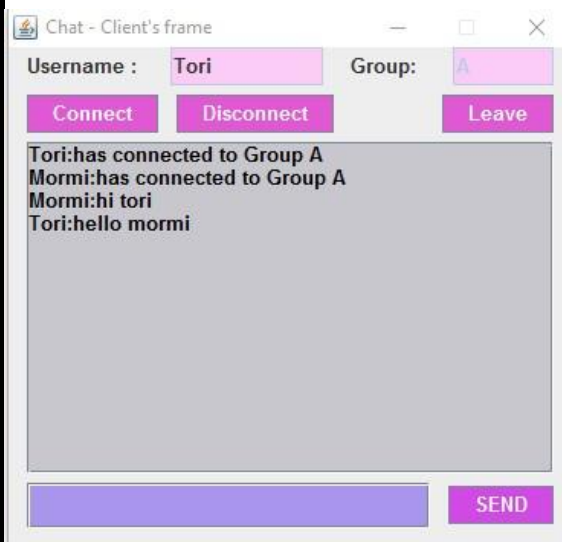 Chat - Client's frame
Username : Tori Group: A
Connect Disconnect Leave
Tori:has connected to Group A
Mormi:has connected to Group A
Mormi:hi tori
Tori:hello mormi
SEND